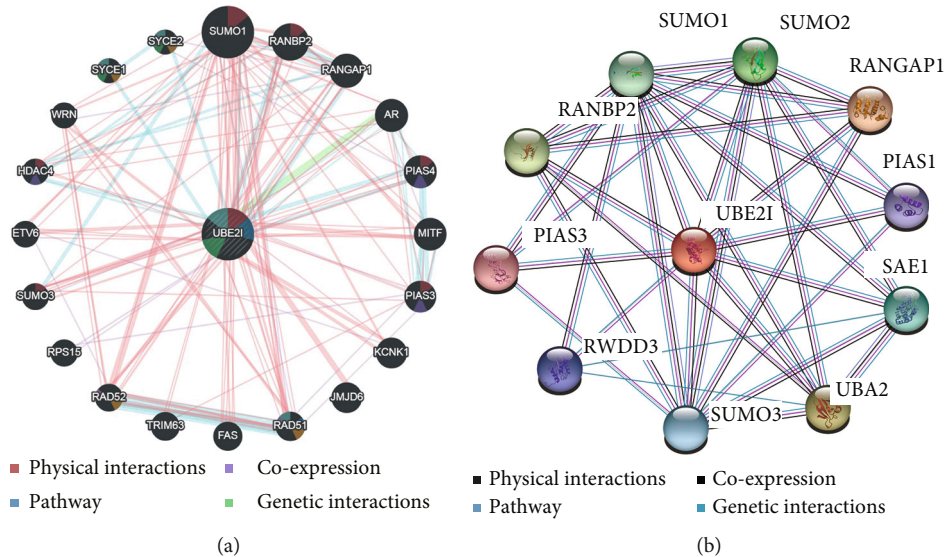 SUMO1
RANBP2
RANGAP1
AR
PIAS4
MITF
PIAS3
KCNK1
JMJD6
RAD51
FAS
TRIM63
RAD52
RPS15
SUMO3
ETV6
HDAC4
WRN
SYCE1
SYCE2
UBE2I
Physical interactions
Co-expression
Pathway
Genetic interactions
(a)
SUMO1
SUMO2
RANGAP1
RANBP2
PIAS1
UBE2I
PIAS3
SAE1
RWDD3
UBA2
SUMO3
Physical interactions
Co-expression
Pathway
Genetic interactions
(b)